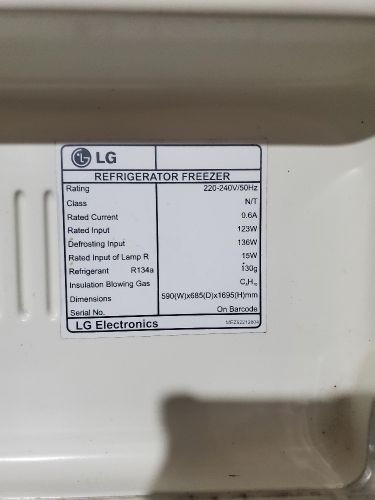 LG
REFRIGERATOR FREEZER
Rating 220-240V/50Hz
Class N/T
Rated Current 0.6A
Rated Input 123W
Defrosting Input 136W
Rated Input of Lamp R 15W
Refrigerant R134a 130g
Insulation Blowing Gas C₅H₁₀
Dimensions 590(W)x685(D)x1695(H)mm
Serial No. On Barcode
LG Electronics